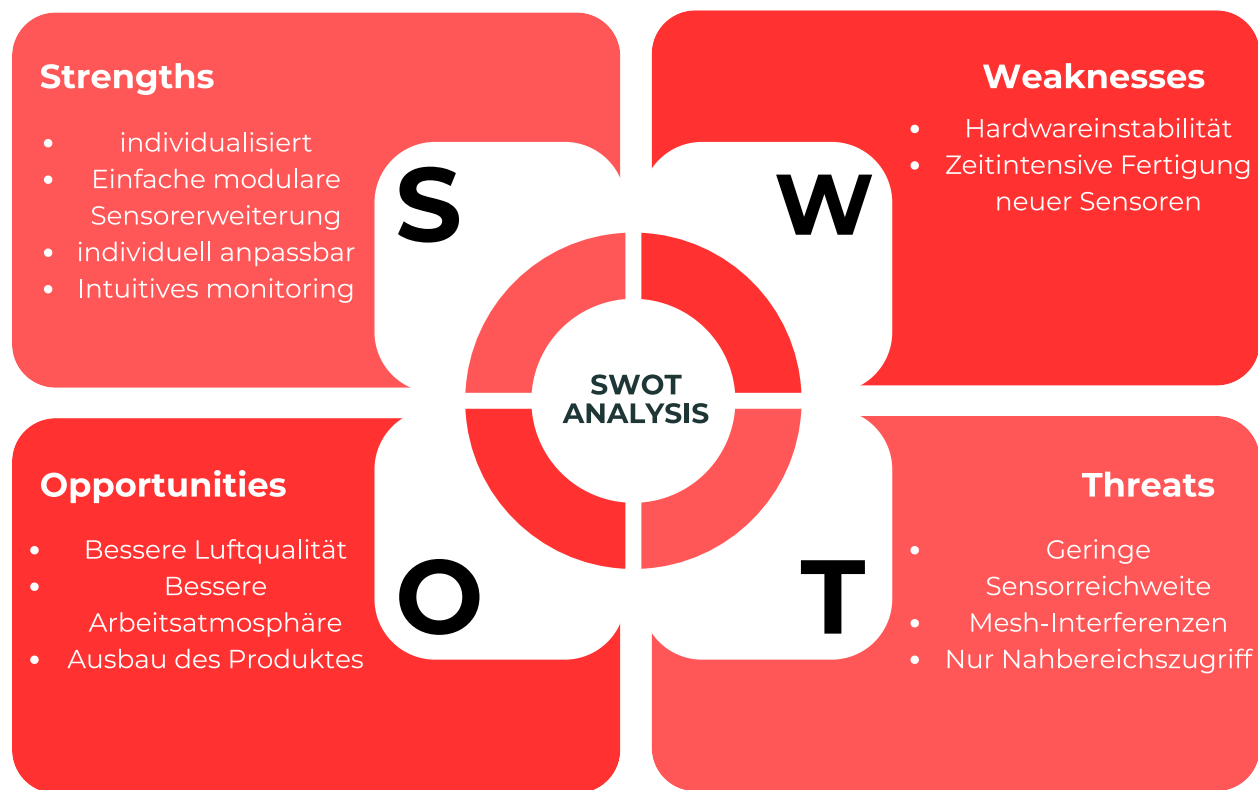 Strengths
• individualisiert
• Einfache modulare
Sensorerweiterung
• individuell anpassbar
• Intuitives monitoring
S
Weaknesses
• Hardwareinstabilität
• Zeitintensive Fertigung
neuer Sensoren
W
SWOT
ANALYSIS
Opportunities
• Bessere Luftqualität
• Bessere
Arbeitsatmosphäre
• Ausbau des Produktes
O
Threats
• Geringe
Sensorreichweite
• Mesh-Interferenzen
• Nur Nahbereichszugriff
T